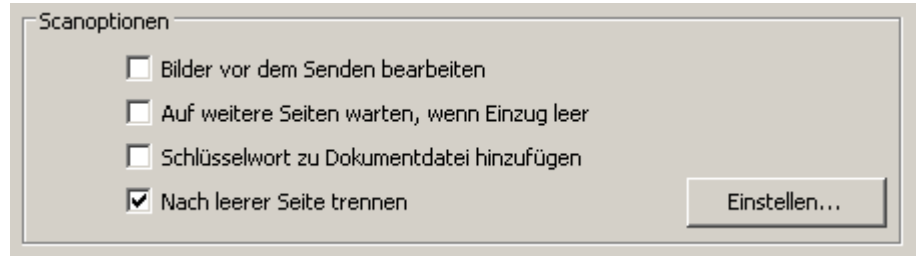 Scanoptionen
Bilder vor dem Senden bearbeiten
Auf weitere Seiten warten, wenn Einzug leer
Schlüsselwort zu Dokumentdatei hinzufügen
Nach leerer Seite trennen
Einstellen...